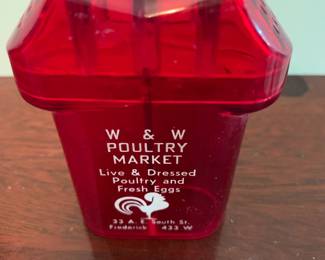 W & W
POULTRY
MARKET
Live & Dressed
Poultry and
Fresh Eggs
33 A. E. South St.
Frederick 433 W